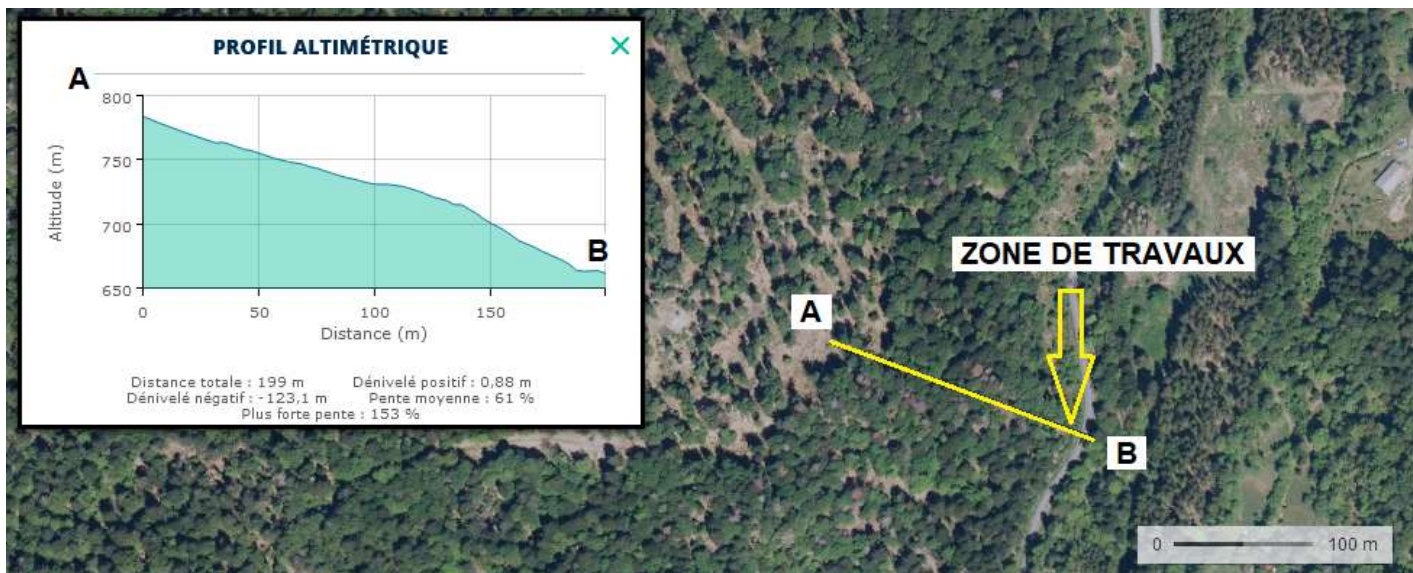 PROFIL ALTIMÉTRIQUE
A
800
750
700
650
Altitude (m)
B
0
50
100
150
Distance (m)
Distance totale : 199 m Dénivelé positif : 0,88 m
Dénivelé négatif : -123,1 m Pente moyenne : 61 %
Plus forte pente : 153 %
ZONE DE TRAVAUX
A
B
0 100 m